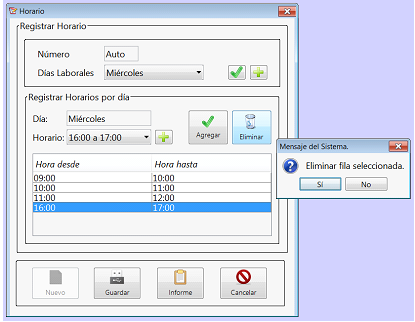 Horario
Registrar Horario
Número Auto
Días Laborales Miércoles
Registrar Horarios por día
Día: Miércoles
Horario: 16:00 a 17:00
Agregar Eliminar
Hora desde Hora hasta
09:00 10:00
10:00 11:00
11:00 12:00
16:00 17:00
Nuevo Guardar Informe Cancelar
Mensaje del Sistema.
Eliminar fila seleccionada.
Sí No